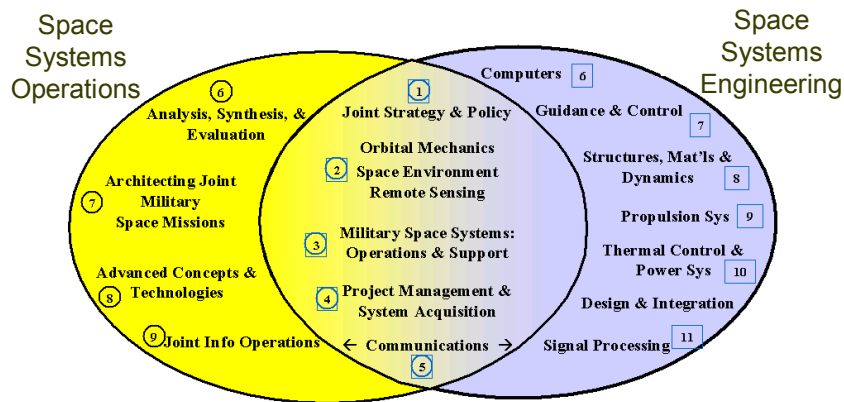 Space
Systems
Operations
Space
Systems
Engineering
6
Analysis, Synthesis, &
Evaluation
7
Architecting Joint
Military
Space Missions
Advanced Concepts &
8
Technologies
9
Joint Info Operations
1
Joint Strategy & Policy
Orbital Mechanics
2
Space Environment
Remote Sensing
3
Military Space Systems:
Operations & Support
4
Project Management &
System Acquisition
← Communications →
5
Computers 6
Guidance & Control
7
Structures, Mat'ls &
Dynamics 8
Propulsion Sys 9
Thermal Control &
Power Sys 10
Design & Integration
Signal Processing 11